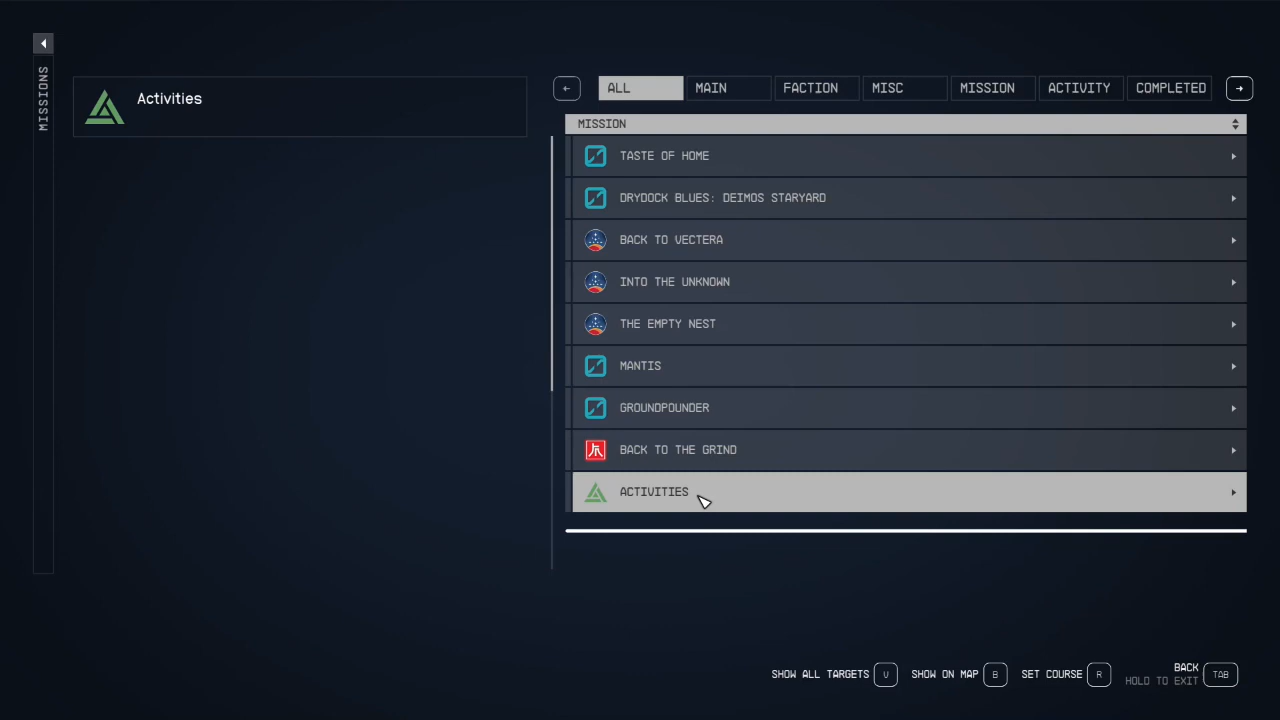 MISSIONS
Activities
ALL MAIN FACTION MISC MISSION ACTIVITY COMPLETED
MISSION
TASTE OF HOME
DRYDOCK BLUES: DEIMOS STARYARD
BACK TO VECTERA
INTO THE UNKNOWN
THE EMPTY NEST
MANTIS
GROUNDPOUNDER
BACK TO THE GRIND
ACTIVITIES
SHOW ALL TARGETS V SHOW ON MAP B SET COURSE R BACK TAB
HOLD TO EXIT